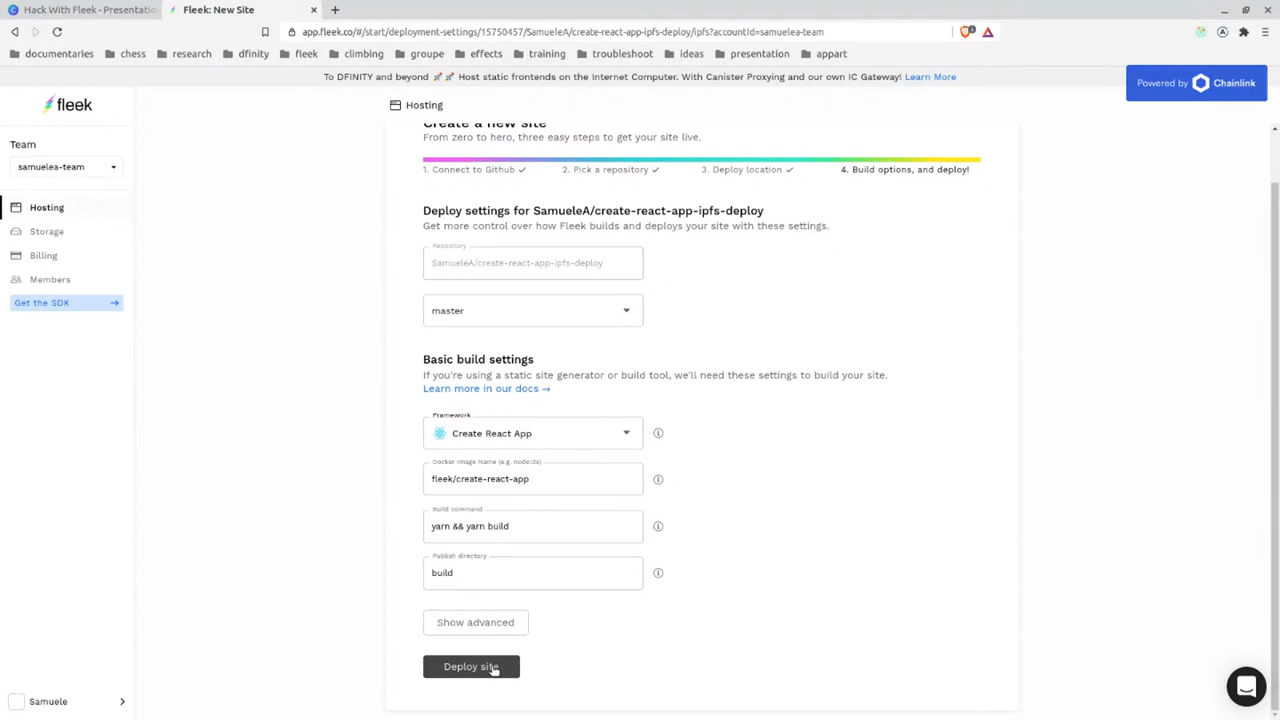 Hack With Fleek - Presentatio
Fleek: New Site
app.fleek.co/#/start/deployment-settings/15750457/SamueleA/create-react-app-ipfs-deploy/ipfs?accountId=samuelea-team
documentaries
chess
research
dfinity
fleek
climbing
groupe
effects
training
troubleshoot
ideas
presentation
appart
To DFINITY and beyond 🚀🚀 Host static frontends on the Internet Computer. With Canister Proxying and our own IC Gateway! Learn More
Powered by Chainlink
fleek
Hosting
Team
samuelea-team
Hosting
Storage
Billing
Members
Get the SDK →
Create a new site
From zero to hero, three easy steps to get your site live.
1. Connect to Github ✓
2. Pick a repository ✓
3. Deploy location ✓
4. Build options, and deploy!
Deploy settings for SamueleA/create-react-app-ipfs-deploy
Get more control over how Fleek builds and deploys your site with these settings.
Repository
SamueleA/create-react-app-ipfs-deploy
master
Basic build settings
If you're using a static site generator or build tool, we'll need these settings to build your site.
Learn more in our docs →
Framework
Create React App
Docker Image Name (e.g. node:lts)
fleek/create-react-app
Build command
yarn && yarn build
Publish directory
build
Show advanced
Deploy site
Samuele